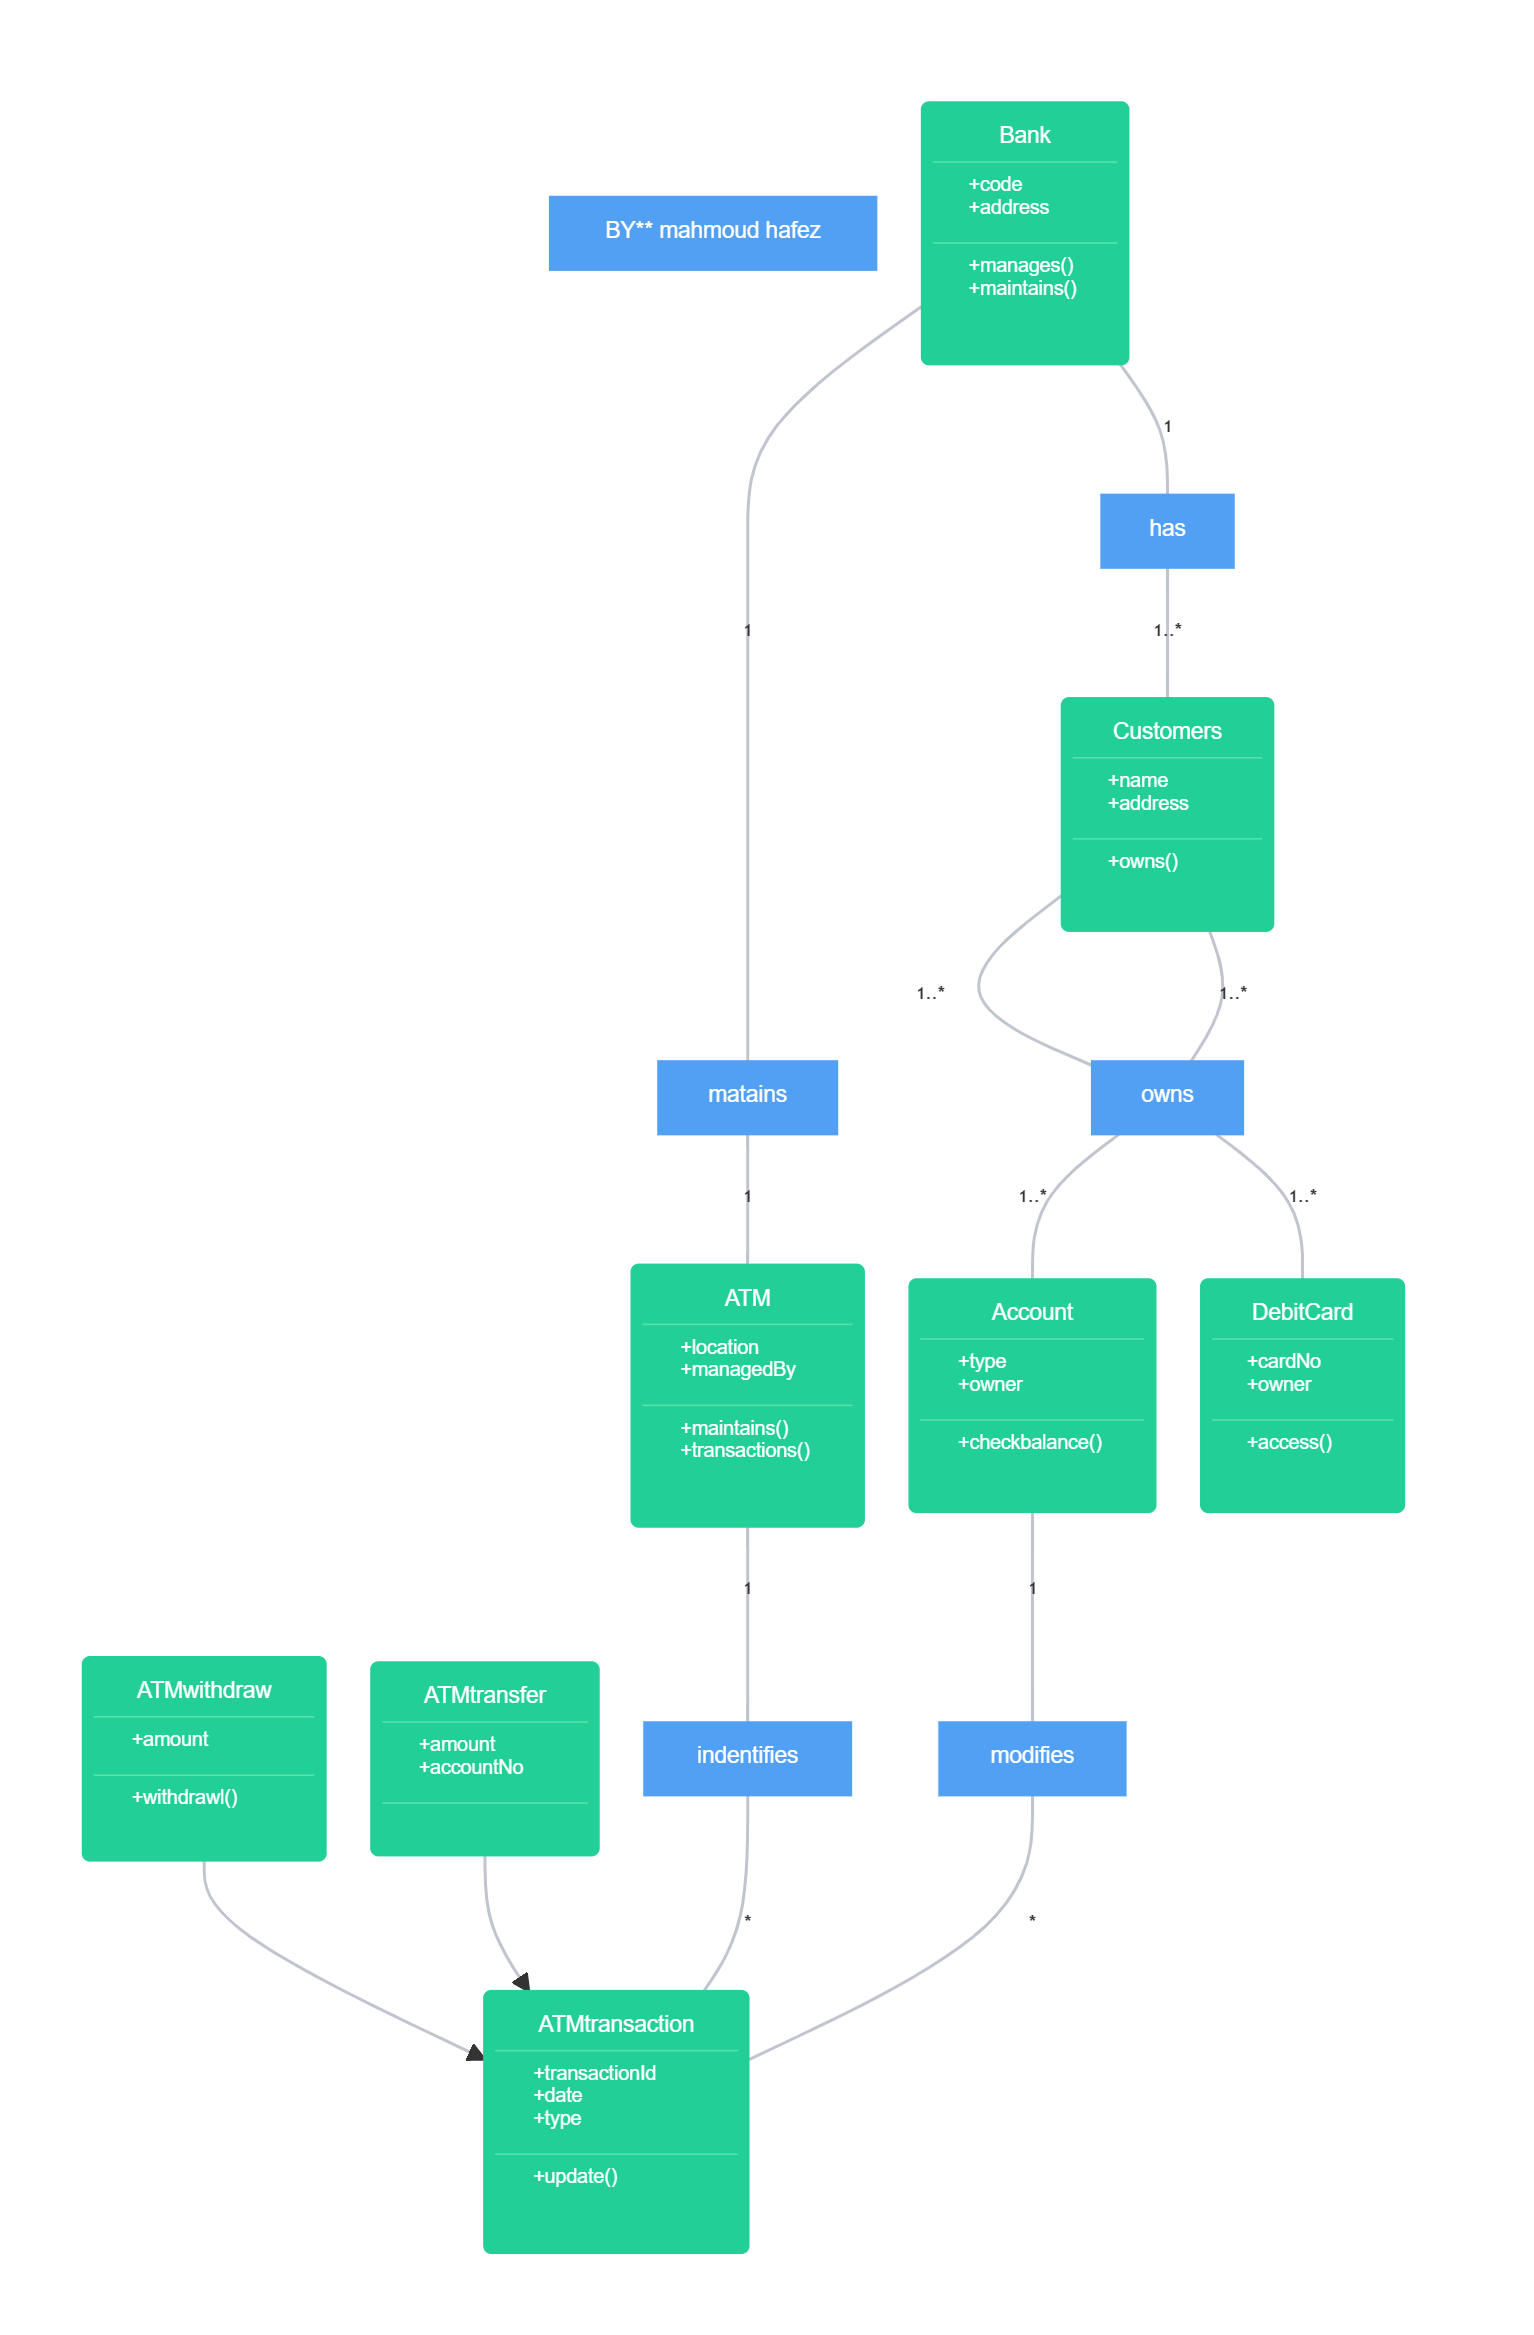 Bank
+code
+address
+manages()
+maintains()
BY** mahmoud hafez
1
has
1
1..*
Customers
+name
+address
+owns()
1..*
1..*
matains
owns
1
1..*
1..*
ATM
+location
+managedBy
+maintains()
+transactions()
Account
+type
+owner
+checkbalance()
DebitCard
+cardNo
+owner
+access()
1
1
ATMwithdraw
+amount
+withdrawl()
ATMtransfer
+amount
+accountNo
indentifies
modifies
*
*
ATMtransaction
+transactionId
+date
+type
+update()